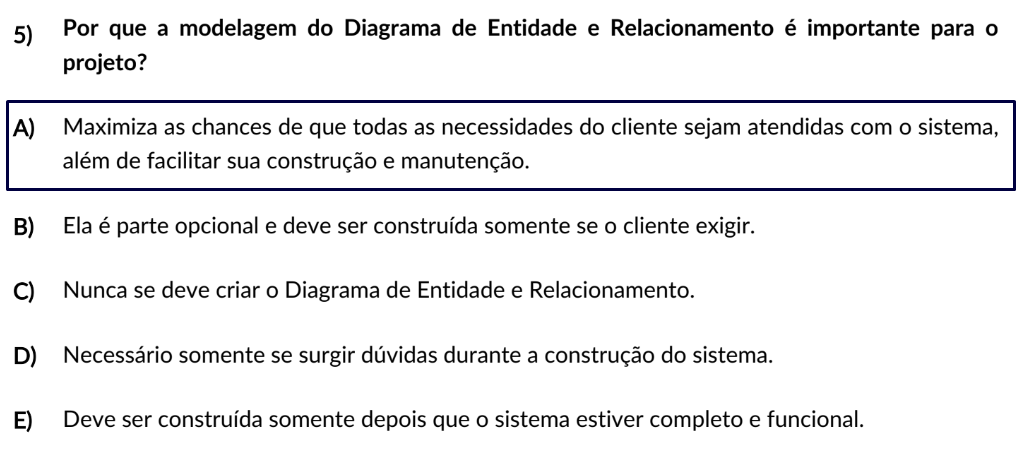 5) Por que a modelagem do Diagrama de Entidade e Relacionamento é importante para o
projeto?
A) Maximiza as chances de que todas as necessidades do cliente sejam atendidas com o sistema,
além de facilitar sua construção e manutenção.
B) Ela é parte opcional e deve ser construída somente se o cliente exigir.
C) Nunca se deve criar o Diagrama de Entidade e Relacionamento.
D) Necessário somente se surgir dúvidas durante a construção do sistema.
E) Deve ser construída somente depois que o sistema estiver completo e funcional.